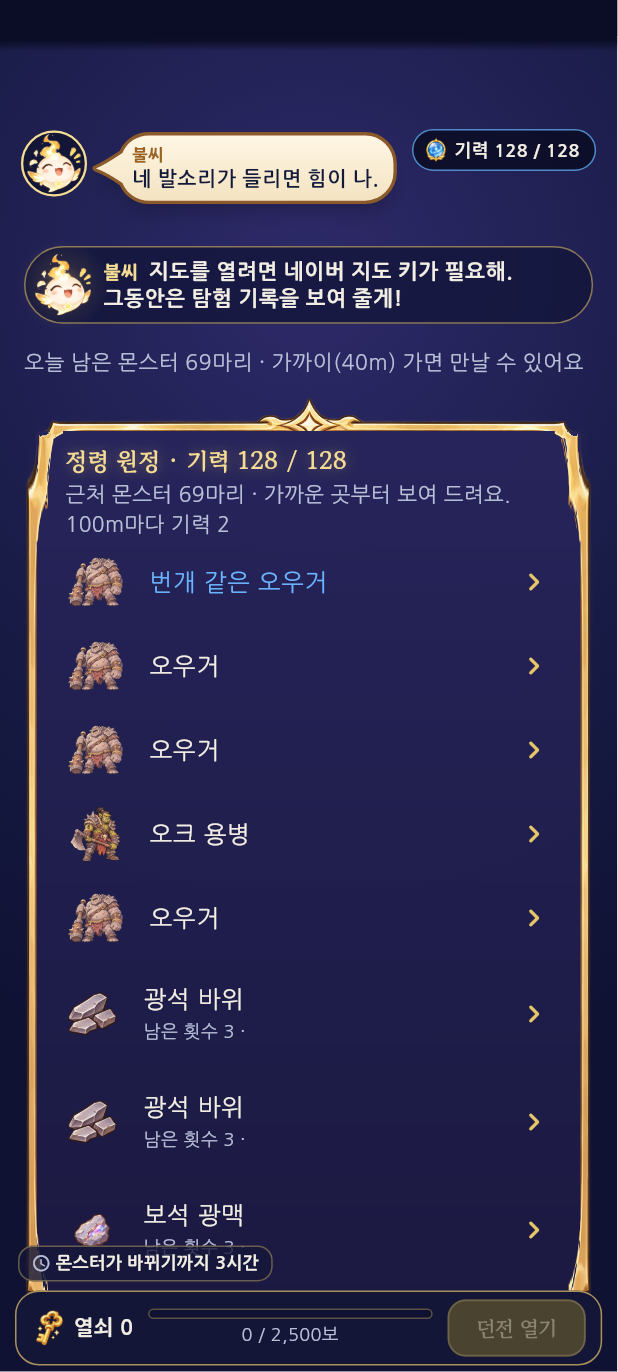 불씨
네 발소리가 들리면 힘이 나.
기력 128 / 128
불씨 지도를 열려면 네이버 지도 키가 필요해.
그동안은 탐험 기록을 보여 줄게!
오늘 남은 몬스터 69마리 · 가까이(40m) 가면 만날 수 있어요
정령 원정 · 기력 128 / 128
근처 몬스터 69마리 · 가까운 곳부터 보여 드려요.
100m마다 기력 2
번개 같은 오우거
오우거
오우거
오크 용병
오우거
광석 바위
남은 횟수 3 ·
광석 바위
남은 횟수 3 ·
보석 광맥
남은 횟수 3 ·
몬스터가 바뀌기까지 3시간
열쇠 0
0 / 2,500보
던전 열기